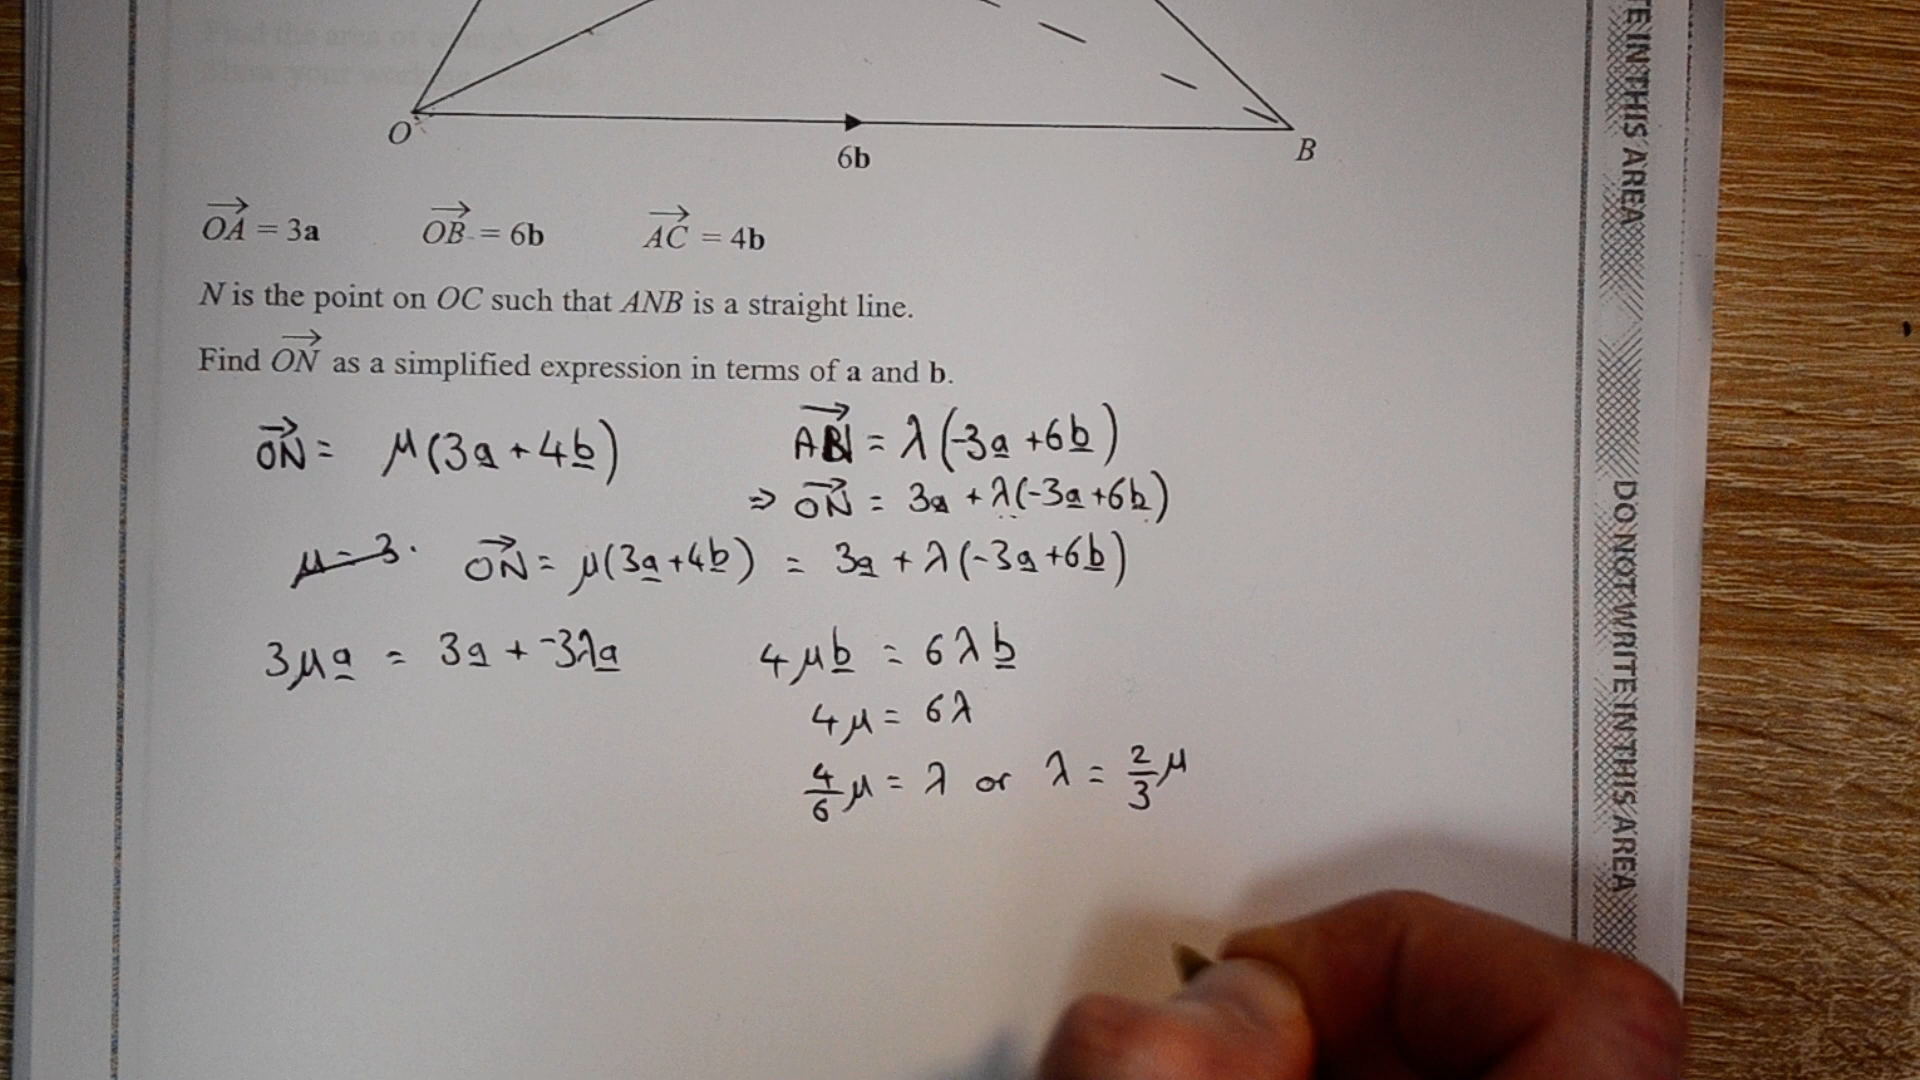 O
6b
B
OA = 3a OB = 6b AC = 4b
N is the point on OC such that ANB is a straight line.
Find ON as a simplified expression in terms of a and b.
ON = μ(3a + 4b)
AN = λ(-3a + 6b)
⇒ ON = 3a + λ(-3a + 6b)
μ = 3. ON = μ(3a + 4b) = 3a + λ(-3a + 6b)
3μa = 3a + -3λa
4μb = 6λb
4μ = 6λ
4/6 μ = λ or λ = 2/3 μ
TE IN THIS AREA
DO NOT WRITE IN THIS AREA